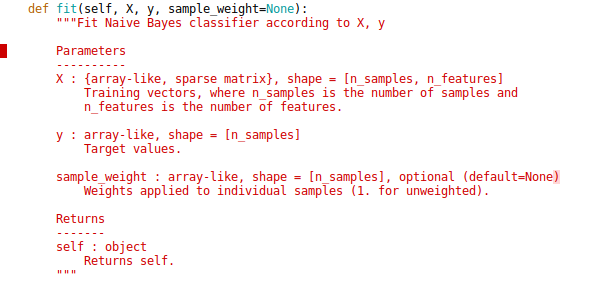 def fit(self, X, y, sample_weight=None):
"""Fit Naive Bayes classifier according to X, y
Parameters
----------
X : {array-like, sparse matrix}, shape = [n_samples, n_features]
Training vectors, where n_samples is the number of samples and
n_features is the number of features.
y : array-like, shape = [n_samples]
Target values.
sample_weight : array-like, shape = [n_samples], optional (default=None)
Weights applied to individual samples (1. for unweighted).
Returns
-------
self : object
Returns self.
"""